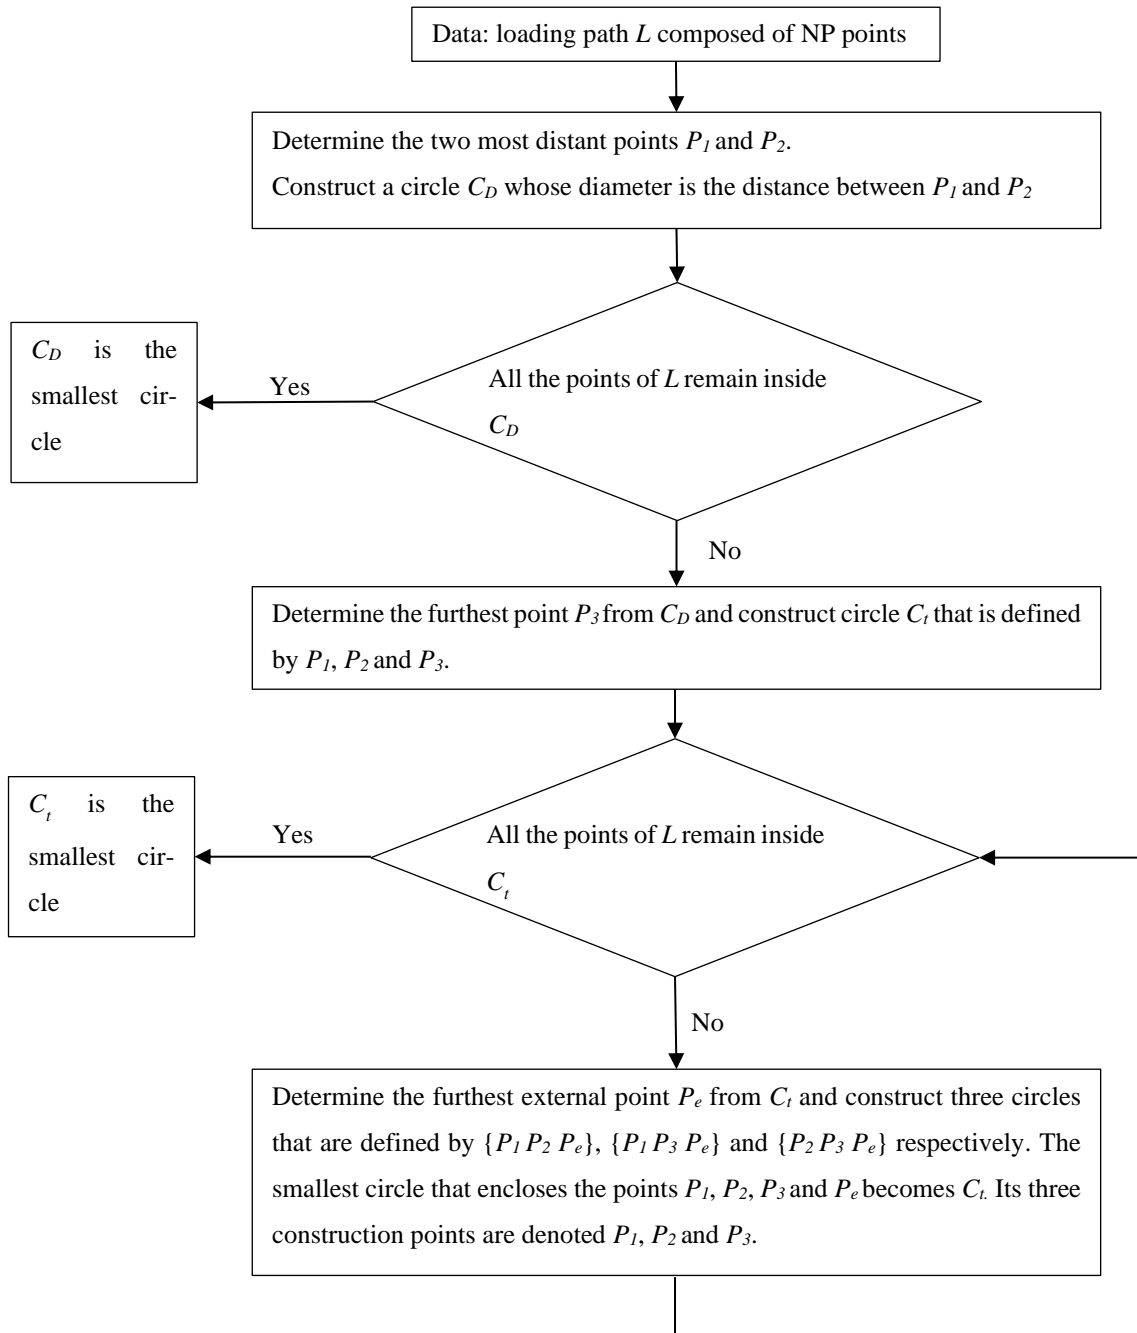 Data: loading path L composed of NP points
Determine the two most distant points P1 and P2.
Construct a circle CD whose diameter is the distance between P1 and P2
CD is the
smallest cir-
cle
Yes
All the points of L remain inside
CD
No
Determine the furthest point P3 from CD and construct circle Ct that is defined
by P1, P2 and P3.
Ct is the
smallest cir-
cle
Yes
All the points of L remain inside
Ct
No
Determine the furthest external point Pe from Ct and construct three circles
that are defined by {P1 P2 Pe}, {P1 P3 Pe} and {P2 P3 Pe} respectively. The
smallest circle that encloses the points P1, P2, P3 and Pe becomes Ct. Its three
construction points are denoted P1, P2 and P3.